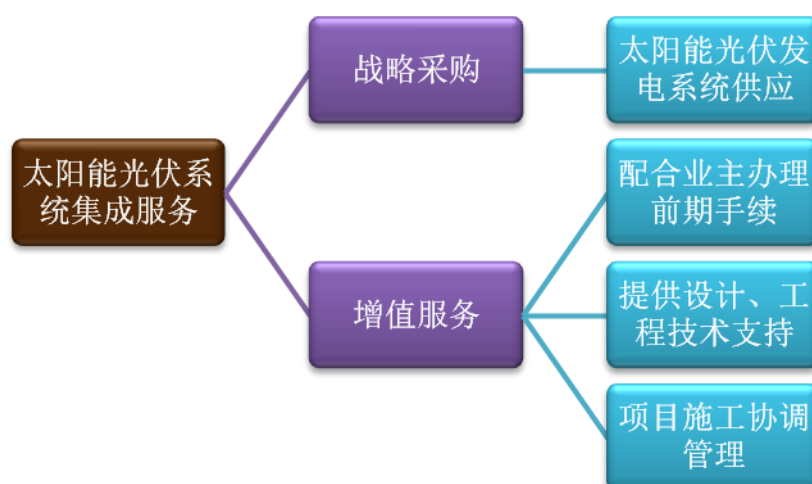 太阳能光伏系
统集成服务
战略采购
太阳能光伏发
电系统供应
增值服务
配合业主办理
前期手续
提供设计、工
程技术支持
项目施工协调
管理